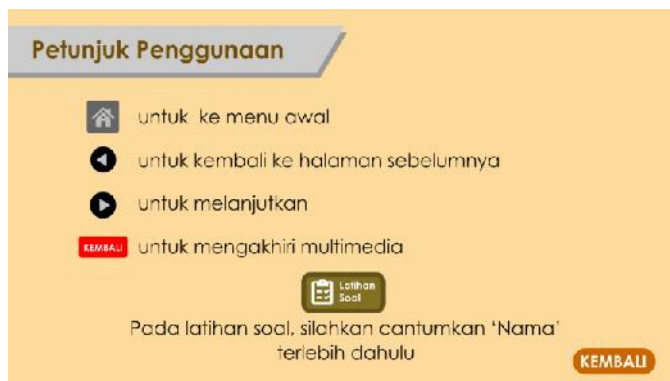 Petunjuk Penggunaan
untuk ke menu awal
untuk kembali ke halaman sebelumnya
untuk melanjutkan
KEMBALI untuk mengakhiri multimedia
Latihan
Soal
Pada latihan soal, silahkan cantumkan 'Nama'
terlebih dahulu
KEMBALI